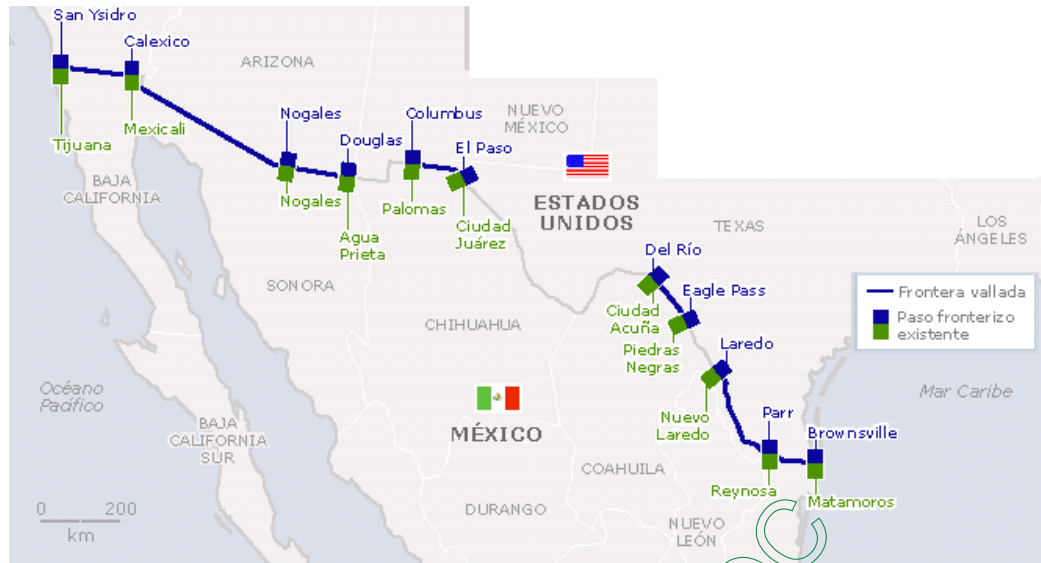 San Ysidro
Calexico
ARIZONA
Nogales
Douglas
Columbus
NUEVO
MÉXICO
El Paso
Tijuana
Mexicali
BAJA
CALIFORNIA
Nogales
Palomas
Agua
Prieta
Ciudad
Juárez
ESTADOS
UNIDOS
TEXAS
LOS
ÁNGELES
Del Río
SONORA
Eagle Pass
Frontera vallada
Paso fronterizo
existente
Ciudad
Acuña
CHIHUAHUA
Piedras
Negras
Laredo
Océano
Pacífico
Mar Caribe
BAJA
CALIFORNIA
SUR
MÉXICO
Nuevo
Laredo
Parr
Brownsville
COAHUILA
Reynosa
Matamoros
0 200
km
DURANGO
NUEVO
LEÓN
C